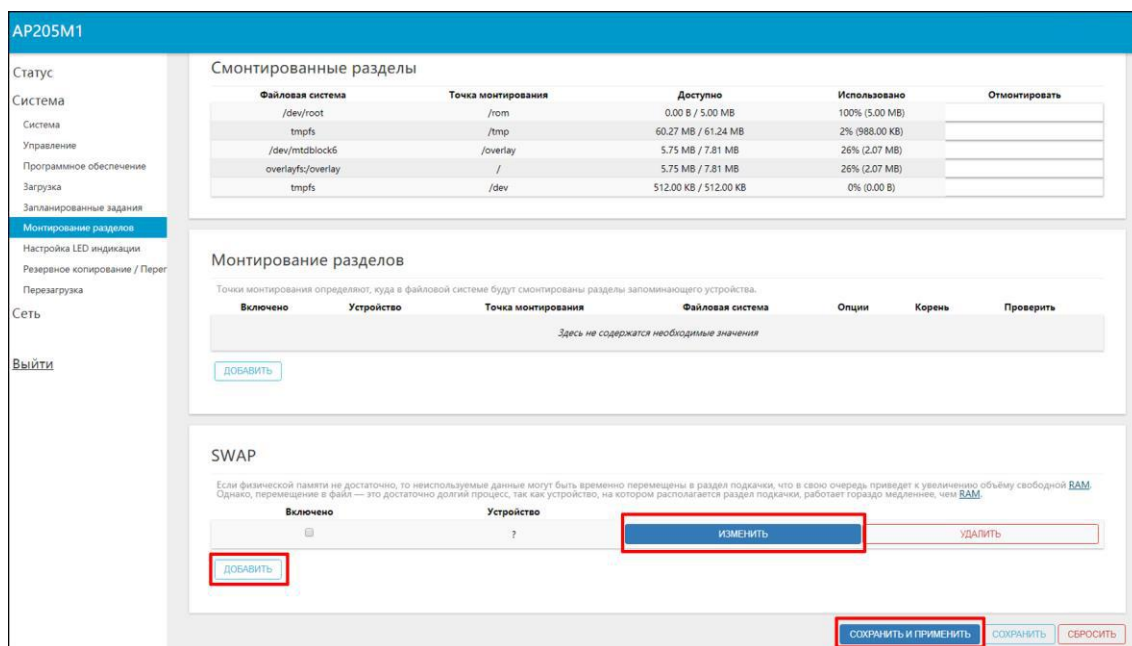 AP205M1
Статус
Система
Система
Управление
Программное обеспечение
Загрузка
Запланированные задания
Монтирование разделов
Настройка LED индикации
Резервное копирование / Перег
Перезагрузка
Сеть
Выйти
Смонтированные разделы
Файловая система Точка монтирования Доступно Использовано Отмонтировать
/dev/root /rom 0.00 B / 5.00 MB 100% (5.00 MB)
tmpfs /tmp 60.27 MB / 61.24 MB 2% (988.00 KB)
/dev/mtdblock6 /overlay 5.75 MB / 7.81 MB 26% (2.07 MB)
overlayfs:/overlay / 5.75 MB / 7.81 MB 26% (2.07 MB)
tmpfs /dev 512.00 KB / 512.00 KB 0% (0.00 B)
Монтирование разделов
Точки монтирования определяют, куда в файловой системе будут смонтированы разделы запоминающего устройства.
Включено Устройство Точка монтирования Файловая система Опции Корень Проверить
Здесь не содержатся необходимые значения
ДОБАВИТЬ
SWAP
Если физической памяти не достаточно, то неиспользуемые данные могут быть временно перемещены в раздел подкачки, что в свою очередь приведет к увеличению объёму свободной RAM.
Однако, перемещение в файл — это достаточно долгий процесс, так как устройство, на котором располагается раздел подкачки, работает гораздо медленнее, чем RAM.
Включено Устройство
? ИЗМЕНИТЬ УДАЛИТЬ
ДОБАВИТЬ
СОХРАНИТЬ И ПРИМЕНИТЬ СОХРАНИТЬ СБРОСИТЬ